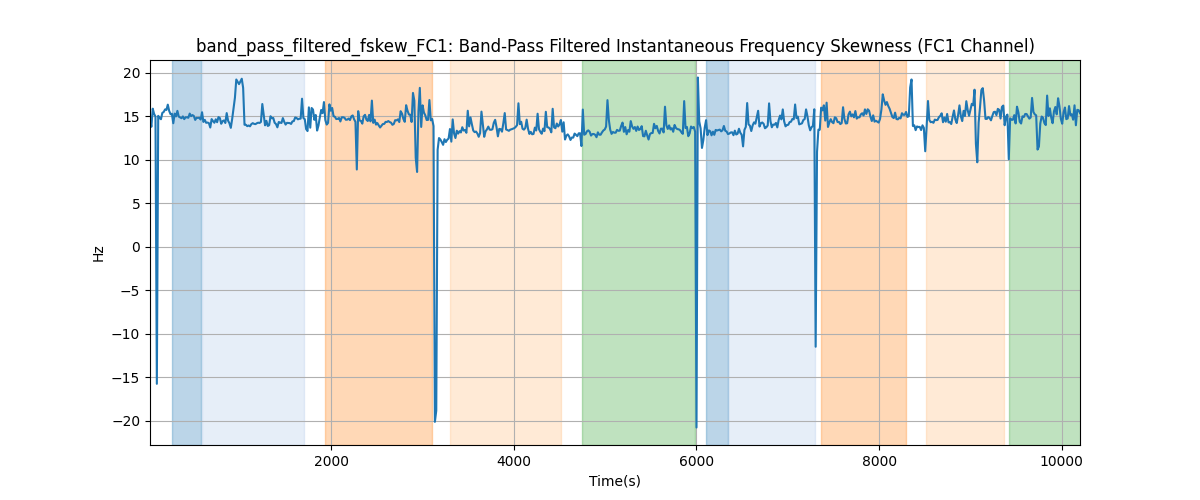 band_pass_filtered_fskew_FC1: Band-Pass Filtered Instantaneous Frequency Skewness (FC1 Channel)
20
15
10
5
0
−5
−10
−15
−20
Hz
2000 4000 6000 8000 10000
Time(s)